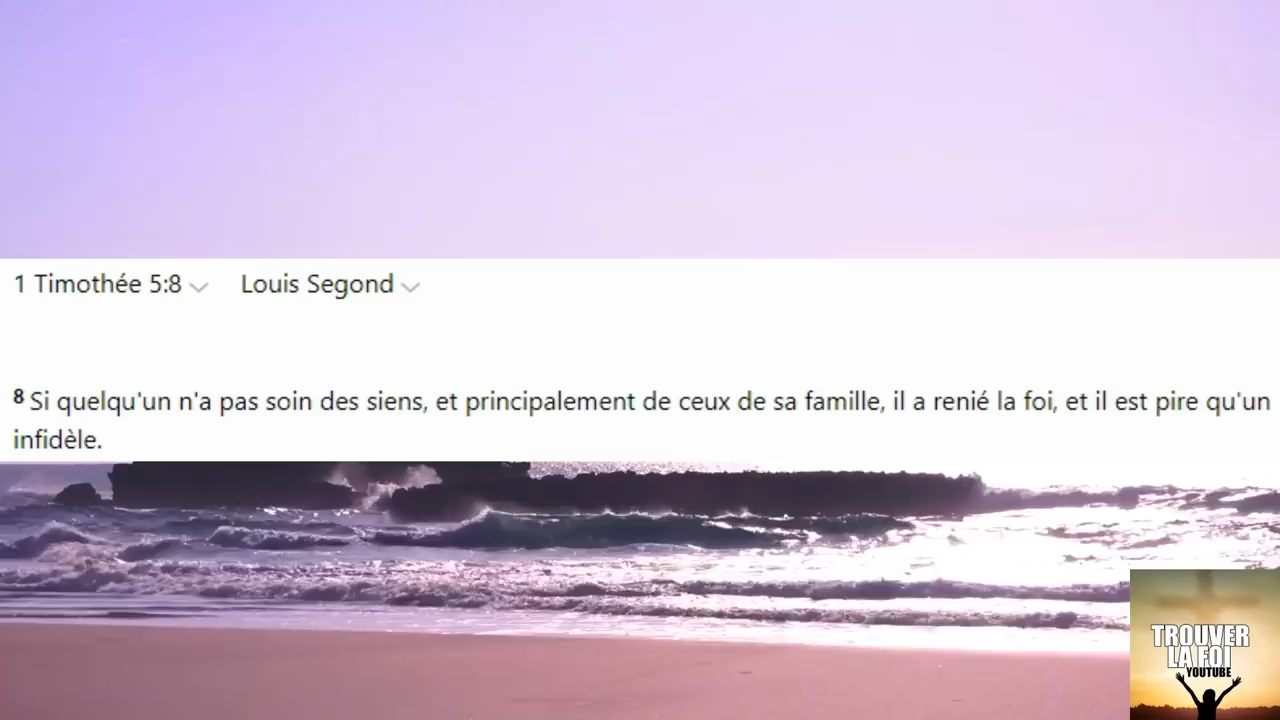 1 Timothée 5:8 Louis Segond
8 Si quelqu'un n'a pas soin des siens, et principalement de ceux de sa famille, il a renié la foi, et il est pire qu'un
infidèle.
TROUVER
LA FOI
YOUTUBE